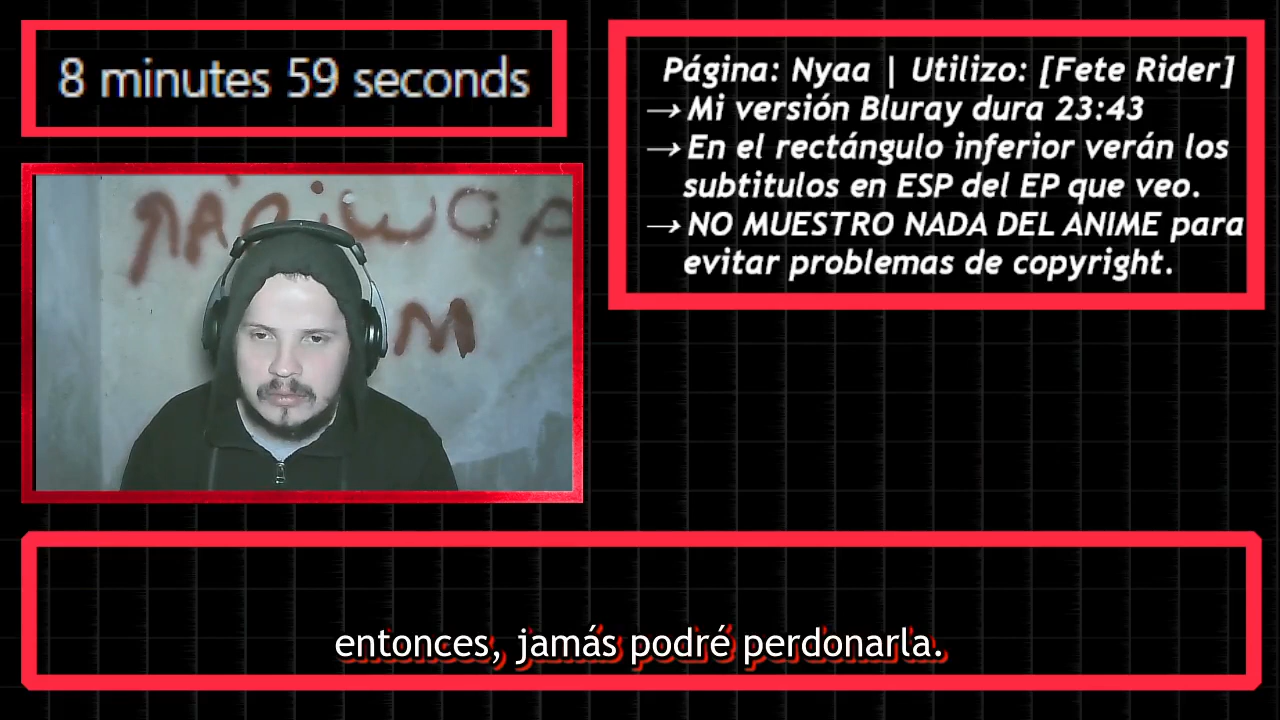 8 minutes 59 seconds
Página: Nyaa | Utilizo: [Fete Rider]
→ Mi versión Bluray dura 23:43
→ En el rectángulo inferior verán los
subtitulos en ESP del EP que veo.
→ NO MUESTRO NADA DEL ANIME para
evitar problemas de copyright.
entonces, jamás podré perdonarla.